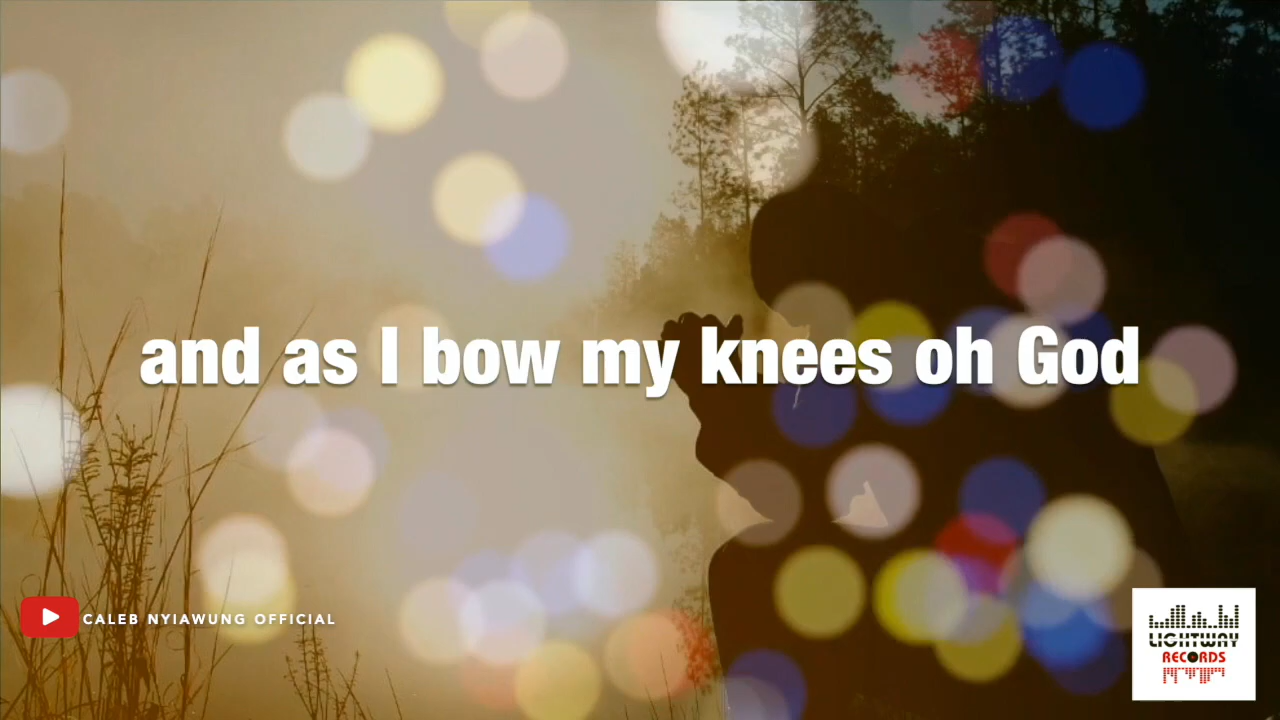 and as I bow my knees oh God
CALEB NYIAWUNG OFFICIAL
LIGHTWAY
RECORDS